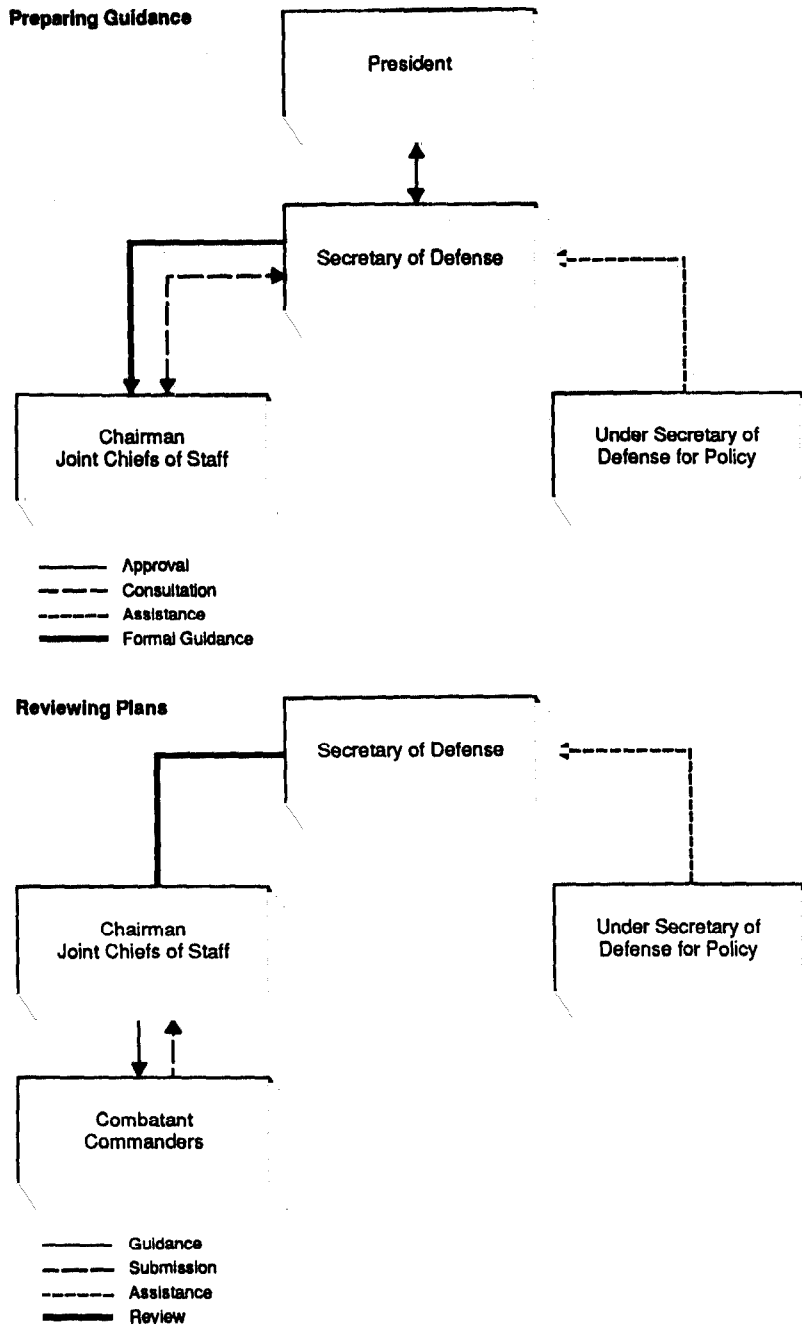 Preparing Guidance
President
Secretary of Defense
Chairman
Joint Chiefs of Staff
Under Secretary of
Defense for Policy
Approval
Consultation
Assistance
Formal Guidance
Reviewing Plans
Secretary of Defense
Chairman
Joint Chiefs of Staff
Under Secretary of
Defense for Policy
Combatant
Commanders
Guidance
Submission
Assistance
Review